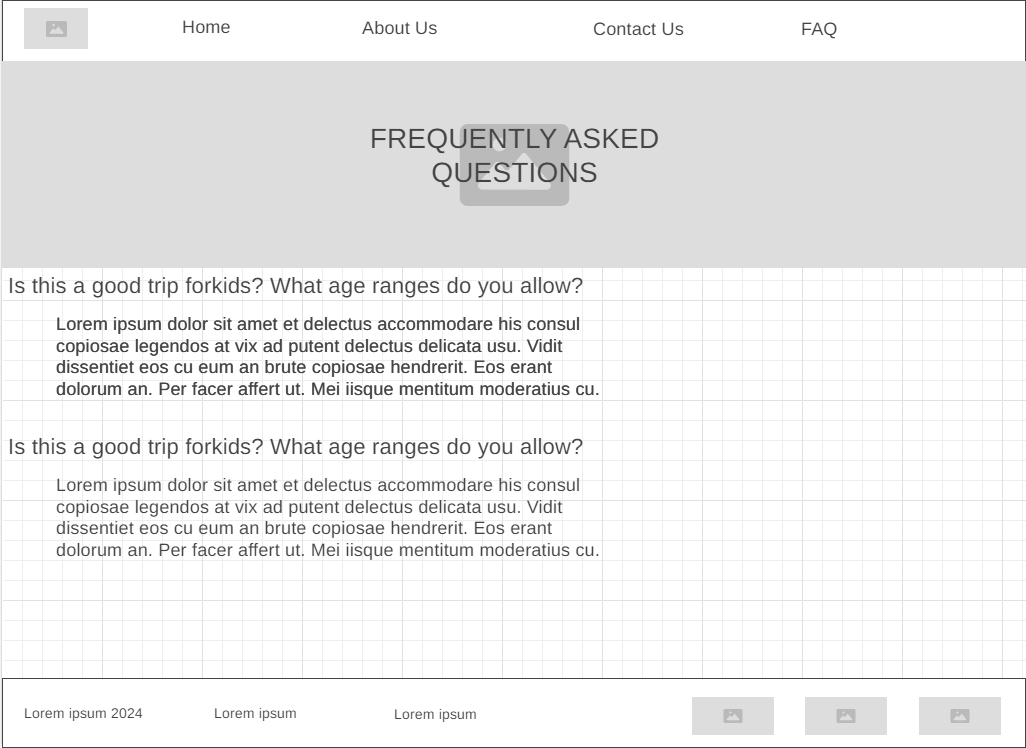 Home About Us Contact Us FAQ
FREQUENTLY ASKED
QUESTIONS
Is this a good trip forkids? What age ranges do you allow?
Lorem ipsum dolor sit amet et delectus accommodare his consul
copiosae legendos at vix ad putent delectus delicata usu. Vidit
dissentiet eos cu eum an brute copiosae hendrerit. Eos erant
dolorum an. Per facer affert ut. Mei iisque mentitum moderatius cu.
Is this a good trip forkids? What age ranges do you allow?
Lorem ipsum dolor sit amet et delectus accommodare his consul
copiosae legendos at vix ad putent delectus delicata usu. Vidit
dissentiet eos cu eum an brute copiosae hendrerit. Eos erant
dolorum an. Per facer affert ut. Mei iisque mentitum moderatius cu.
Lorem ipsum 2024 Lorem ipsum Lorem ipsum